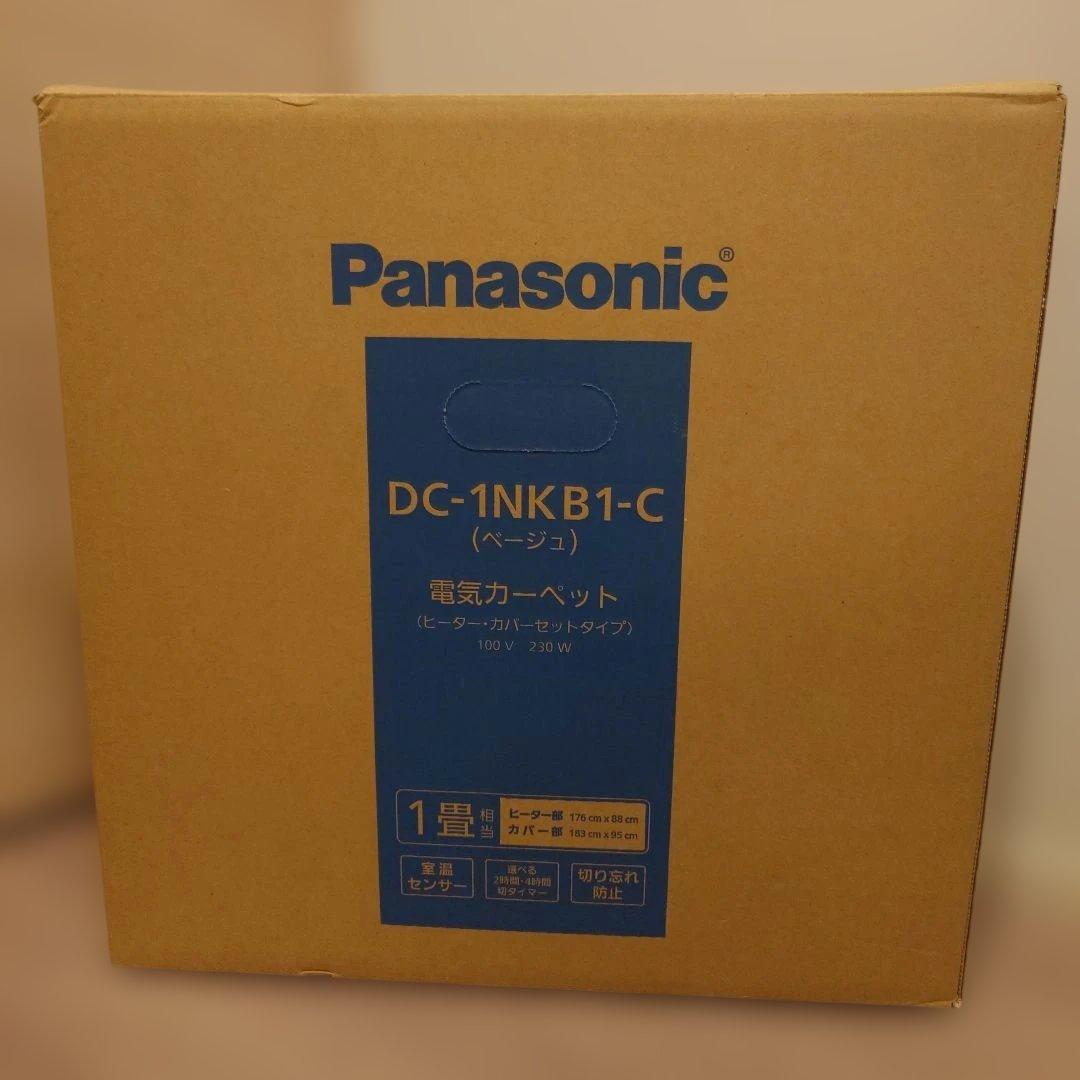 Panasonic®
DC-1NKB1-C
(ベージュ)
電気カーペット
(ヒーター・カバーセットタイプ)
100 V 230 W
1畳相当
ヒーター部 176 cm x 88 cm
カバー部 183 cm x 95 cm
室温
センサー
選べる
2時間・4時間
切タイマー
切り忘れ
防止